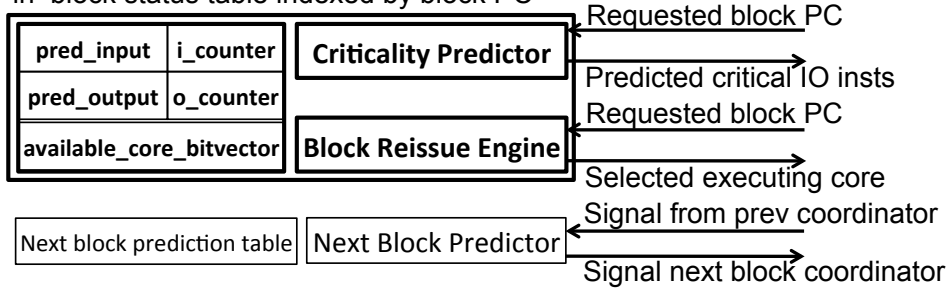 in block status table indexed by block PC
Requested block PC
pred_input i_counter
Criticality Predictor
pred_output o_counter
Predicted critical IO insts
Requested block PC
available_core_bitvector
Block Reissue Engine
Selected executing core
Signal from prev coordinator
Next block prediction table
Next Block Predictor
Signal next block coordinator